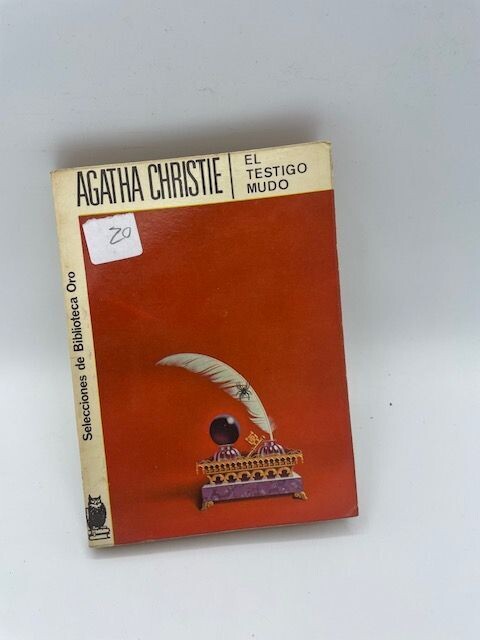 AGATHA CHRISTIE
EL
TESTIGO
MUDO
20
Selecciones de Biblioteca Oro